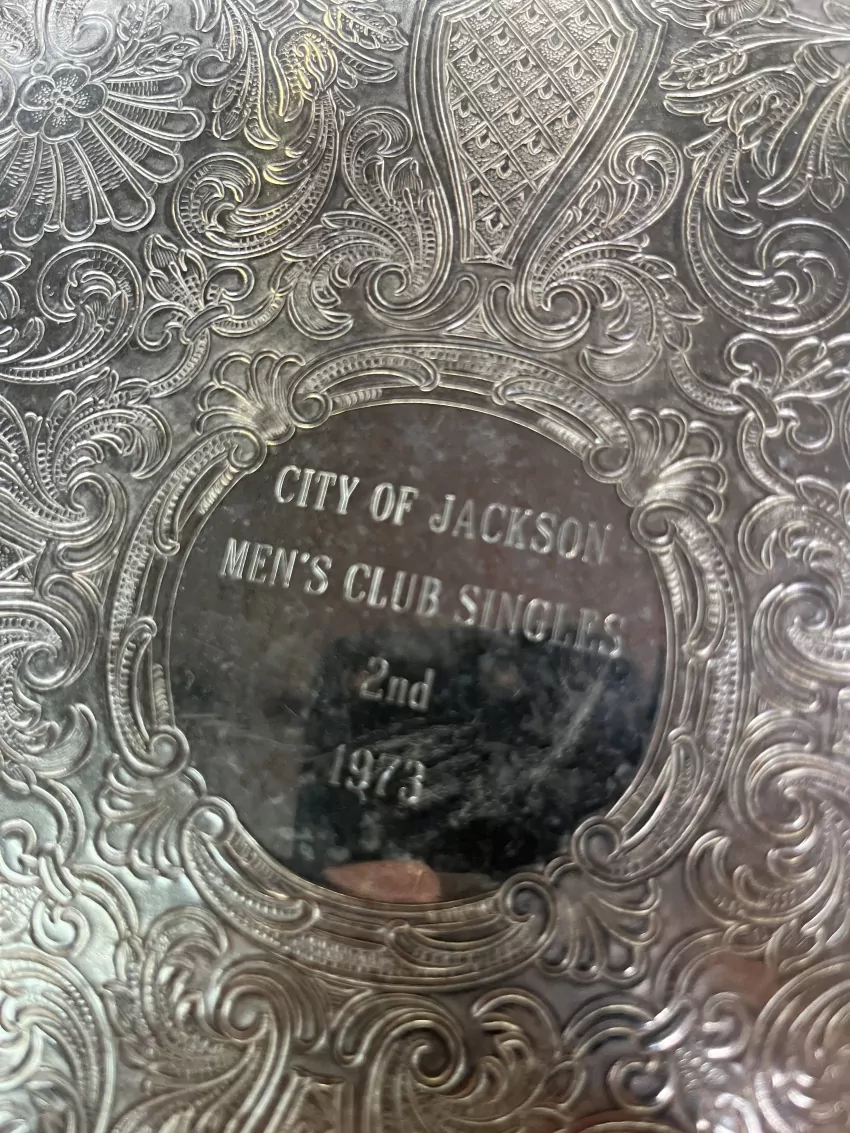 CITY OF JACKSON
MEN'S CLUB SINGLES
2nd
1973